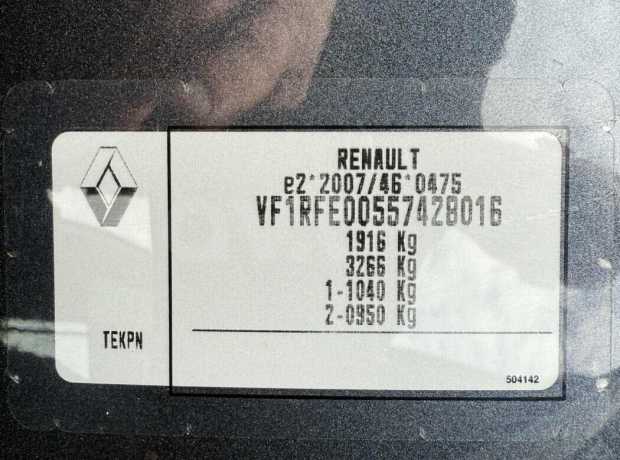 RENAULT
e2*2007/46*0475
VF1RFE00557428016
1916 Kg
3266 Kg
1-1040 Kg
2-0950 Kg
TEKPN
504142